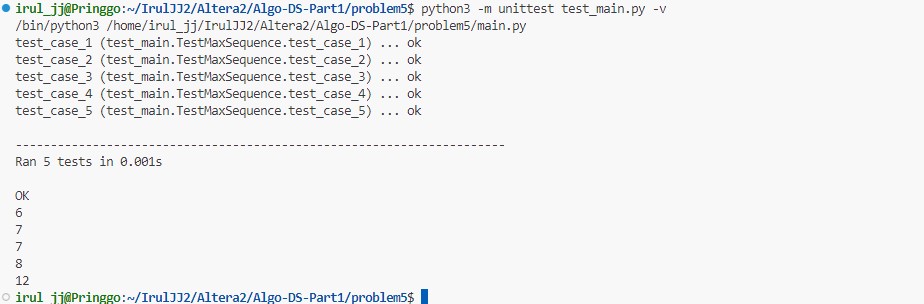 irul_jj@Pringgo:~/IrulJJ2/Altera2/Algo-DS-Part1/problem5$ python3 -m unittest test_main.py -v
/bin/python3 /home/irul_jj/IrulJJ2/Altera2/Algo-DS-Part1/problem5/main.py
test_case_1 (test_main.TestMaxSequence.test_case_1) ... ok
test_case_2 (test_main.TestMaxSequence.test_case_2) ... ok
test_case_3 (test_main.TestMaxSequence.test_case_3) ... ok
test_case_4 (test_main.TestMaxSequence.test_case_4) ... ok
test_case_5 (test_main.TestMaxSequence.test_case_5) ... ok
----------------------------------------------------------------------
Ran 5 tests in 0.001s
OK
6
7
7
8
12
irul_jj@Pringgo:~/IrulJJ2/Altera2/Algo-DS-Part1/problem5$